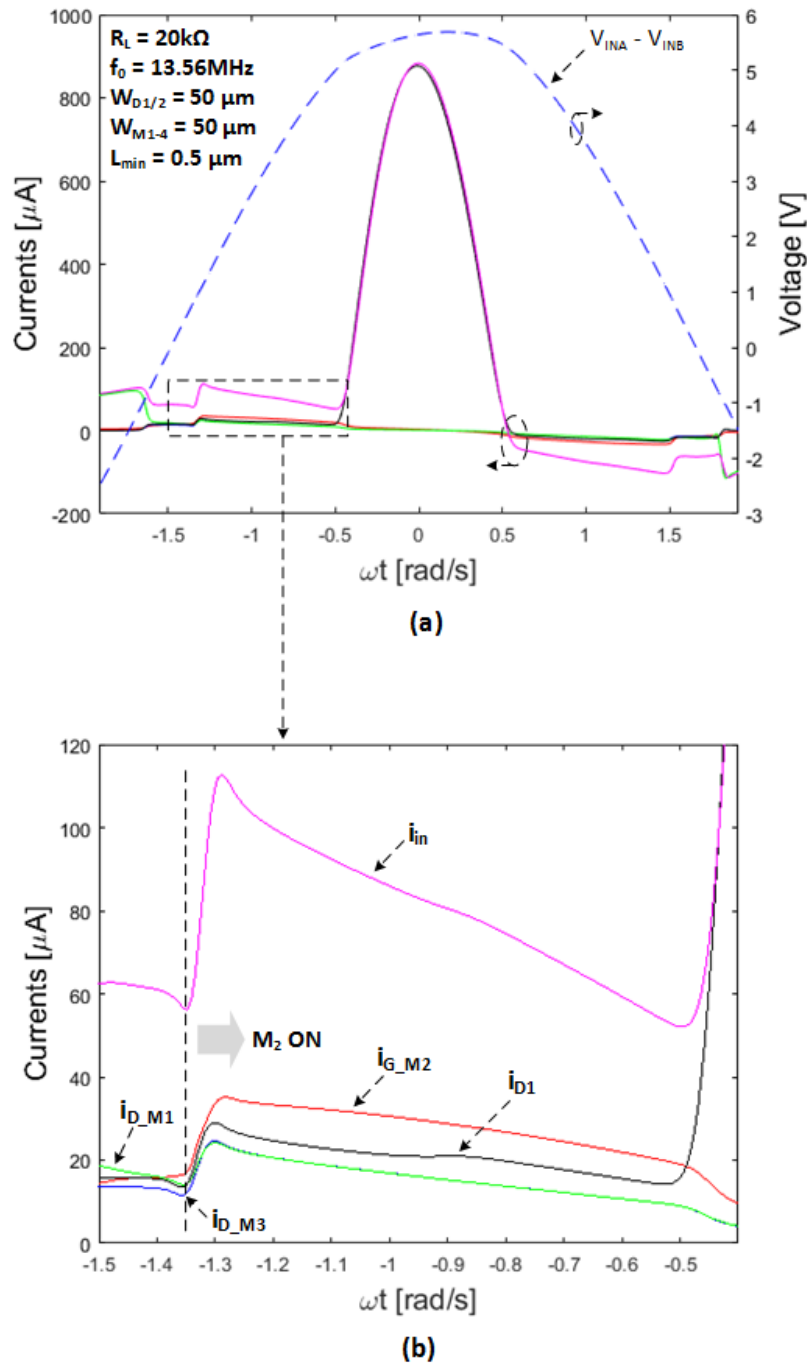 R_L = 20kΩ
f_0 = 13.56MHz
W_D1/2 = 50 μm
W_M1-4 = 50 μm
L_min = 0.5 μm
V_INA - V_INB
Currents [μA]
1000
800
600
400
200
0
-200
Voltage [V]
6
5
4
3
2
1
0
-1
-2
-3
-1.5 -1 -0.5 0 0.5 1 1.5
ωt [rad/s]
(a)
Currents [μA]
120
100
80
60
40
20
0
i_in
M_2 ON
i_G_M2
i_D1
i_D_M1
i_D_M3
-1.5 -1.4 -1.3 -1.2 -1.1 -1 -0.9 -0.8 -0.7 -0.6 -0.5
ωt [rad/s]
(b)